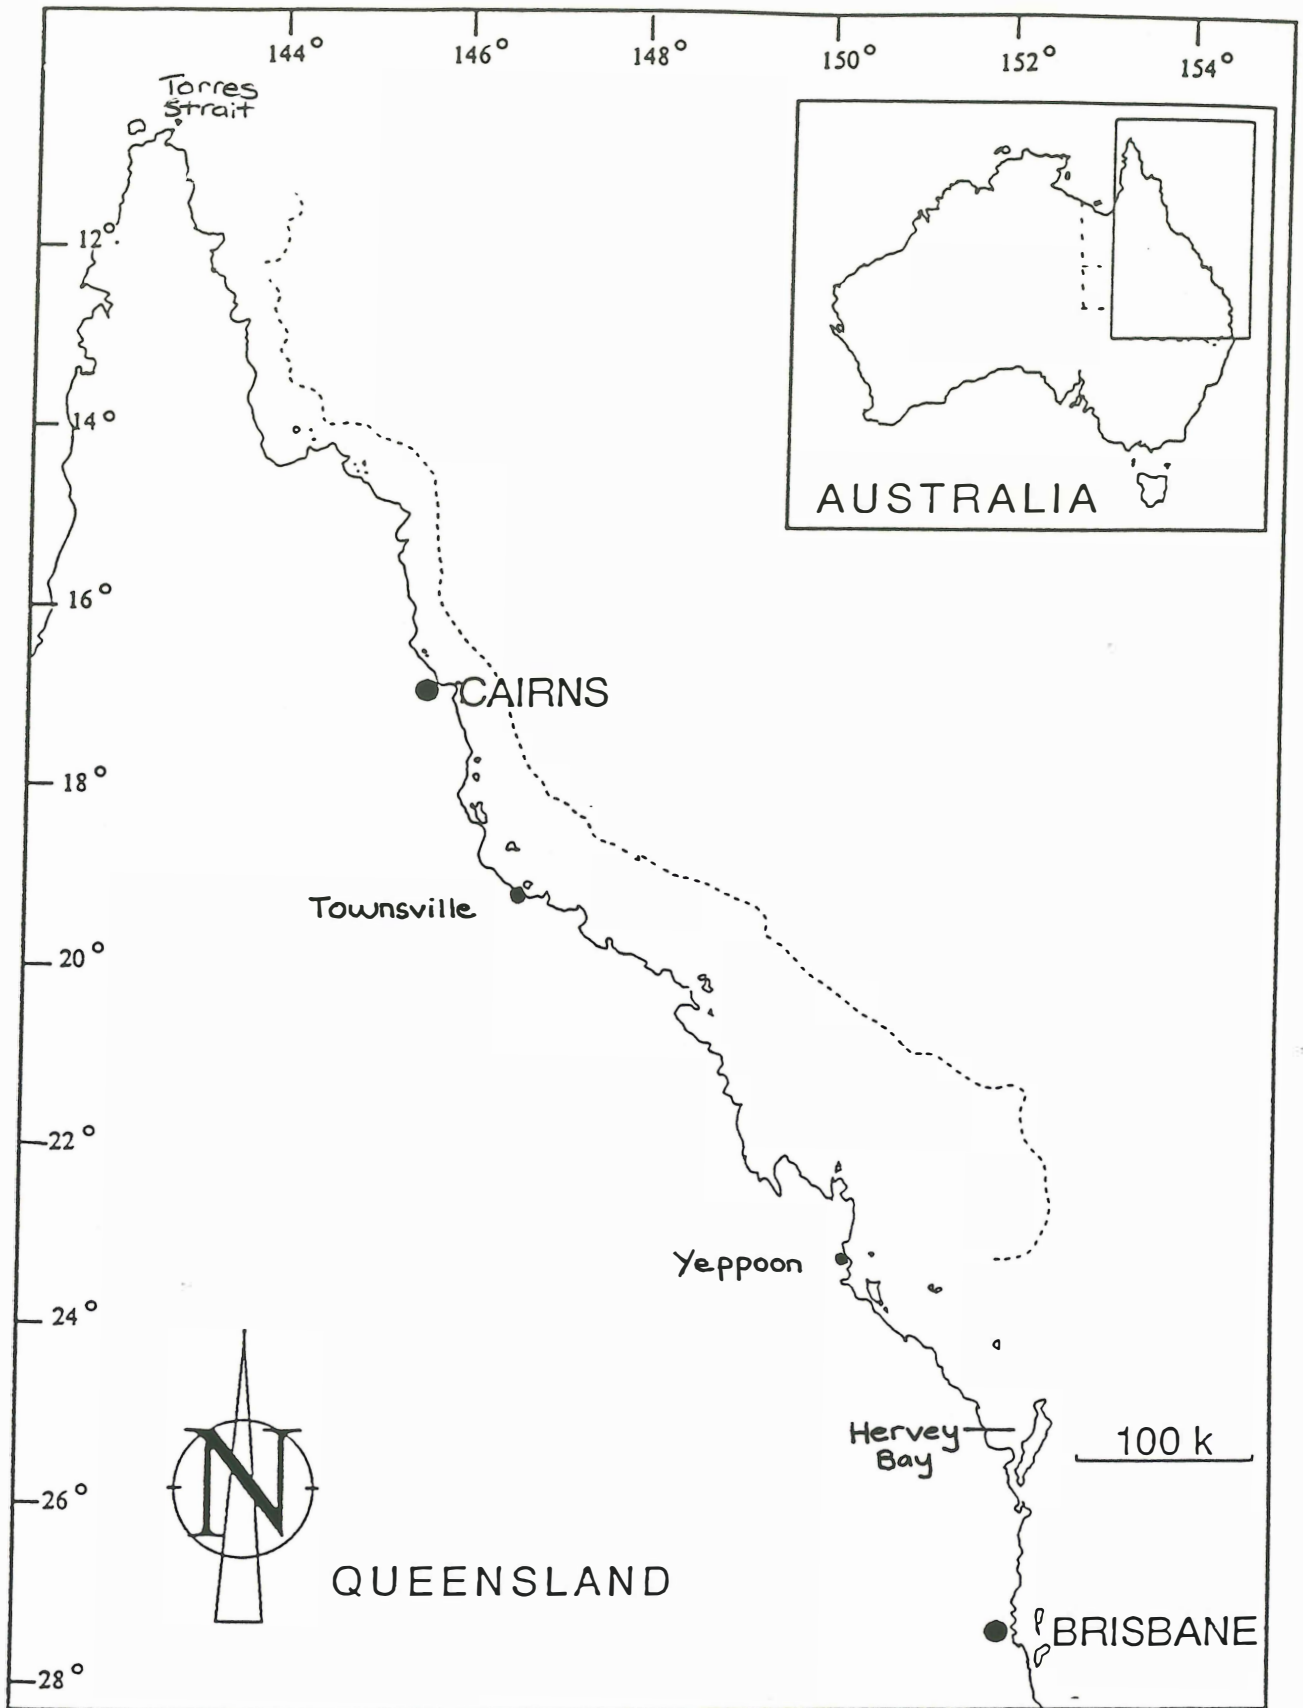 144° 146° 148° 150° 152° 154°
Torres
Strait
12°
14°
AUSTRALIA
16°
CAIRNS
18°
Townsville
20°
22°
Yeppoon
24°
Hervey
Bay
100 k
26°
N
QUEENSLAND
BRISBANE
28°